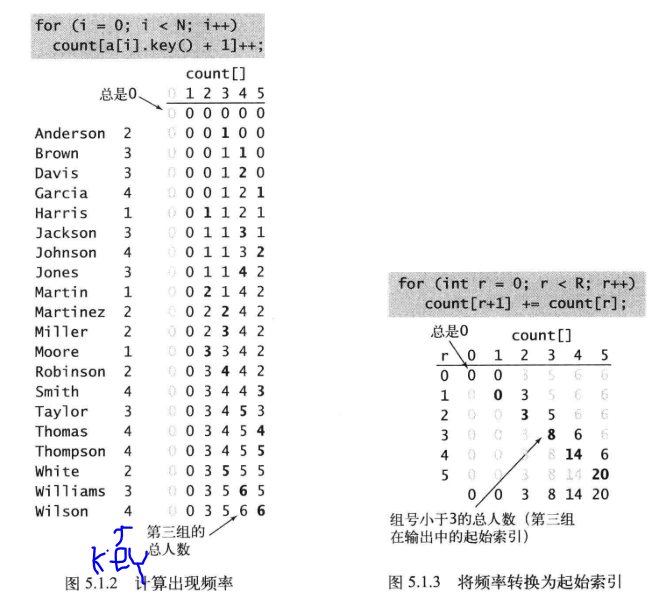 for (i = 0; i < N; i++)
count[a[i].key() + 1]++;
count[]
总是0
0 1 2 3 4 5
0 0 0 0 0 0
Anderson 2 0 0 0 1 0 0
Brown 3 0 0 0 1 1 0
Davis 3 0 0 0 1 2 0
Garcia 4 0 0 0 1 2 1
Harris 1 0 0 1 1 2 1
Jackson 3 0 0 1 1 3 1
Johnson 4 0 0 1 1 3 2
Jones 3 0 0 1 1 4 2
Martin 1 0 0 2 1 4 2
Martinez 2 0 0 2 2 4 2
Miller 2 0 0 2 3 4 2
Moore 1 0 0 3 3 4 2
Robinson 2 0 0 3 4 4 2
Smith 4 0 0 3 4 4 3
Taylor 3 0 0 3 4 5 3
Thomas 4 0 0 3 4 5 4
Thompson 4 0 0 3 4 5 5
White 2 0 0 3 5 5 5
Williams 3 0 0 3 5 6 5
Wilson 4 0 0 3 5 6 6
第三组的
总人数
KEY
图 5.1.2 计算出现频率
for (int r = 0; r < R; r++)
count[r+1] += count[r];
总是0
count[]
r 0 1 2 3 4 5
0 0 0 3 5 6 6
1 0 0 3 5 6 6
2 0 0 3 5 6 6
3 0 0 3 8 6 6
4 0 0 3 8 14 6
5 0 0 3 8 14 20
0 0 3 8 14 20
组号小于3的总人数（第三组
在输出中的起始索引）
图 5.1.3 将频率转换为起始索引